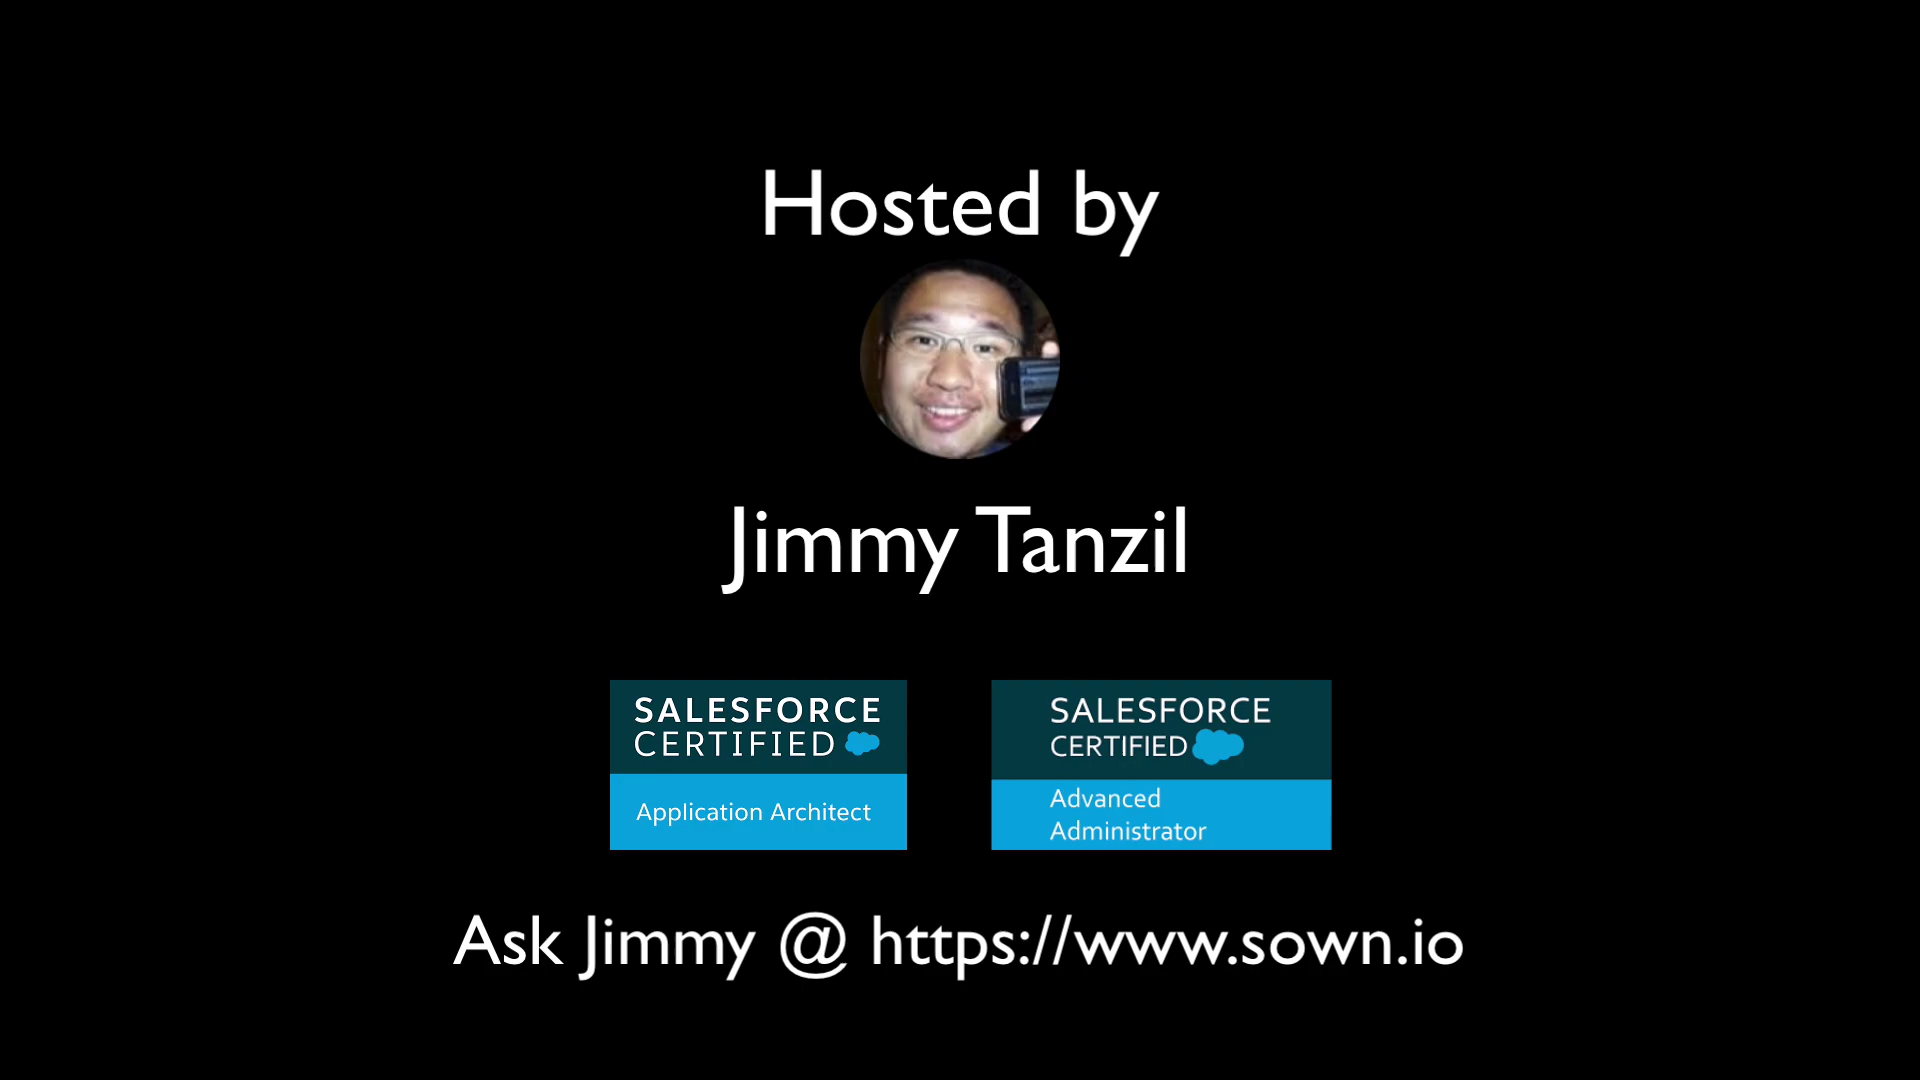 Hosted by
Jimmy Tanzil
SALESFORCE
CERTIFIED
Application Architect
SALESFORCE
CERTIFIED
Advanced
Administrator
Ask Jimmy @ https://www.sown.io